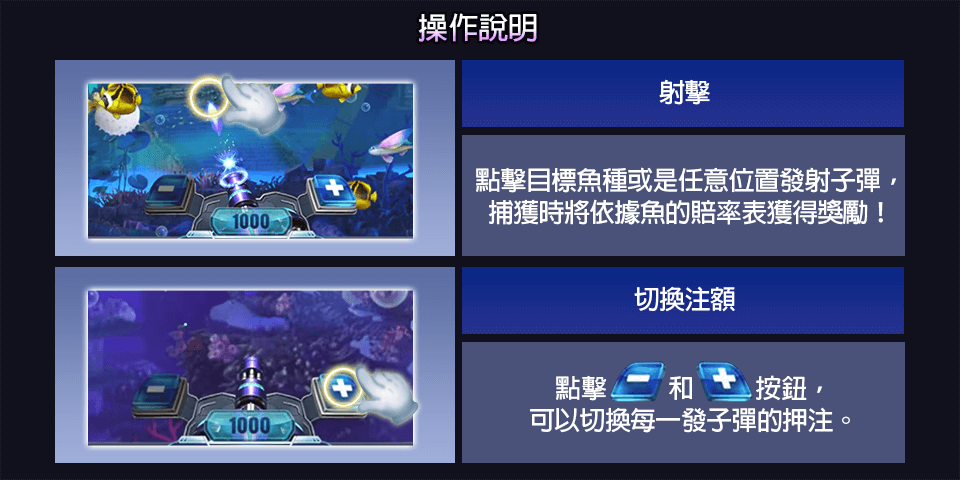 操作說明
射擊
點擊目標魚種或是任意位置發射子彈，
捕獲時將依據魚的賠率表獲得獎勵！
1000
切換注額
點擊 - 和 + 按鈕，
可以切換每一發子彈的押注。
1000